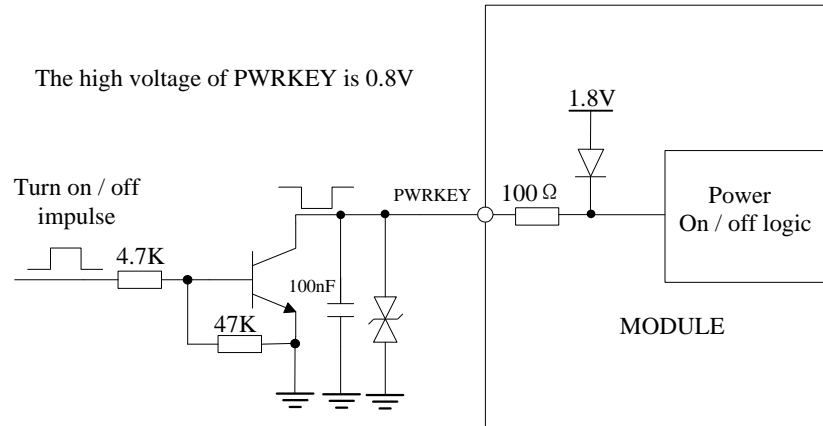 The high voltage of PWRKEY is 0.8V
1.8V
Turn on / off
impulse
PWRKEY
100Ω
Power
On / off logic
4.7K
100nF
47K
MODULE